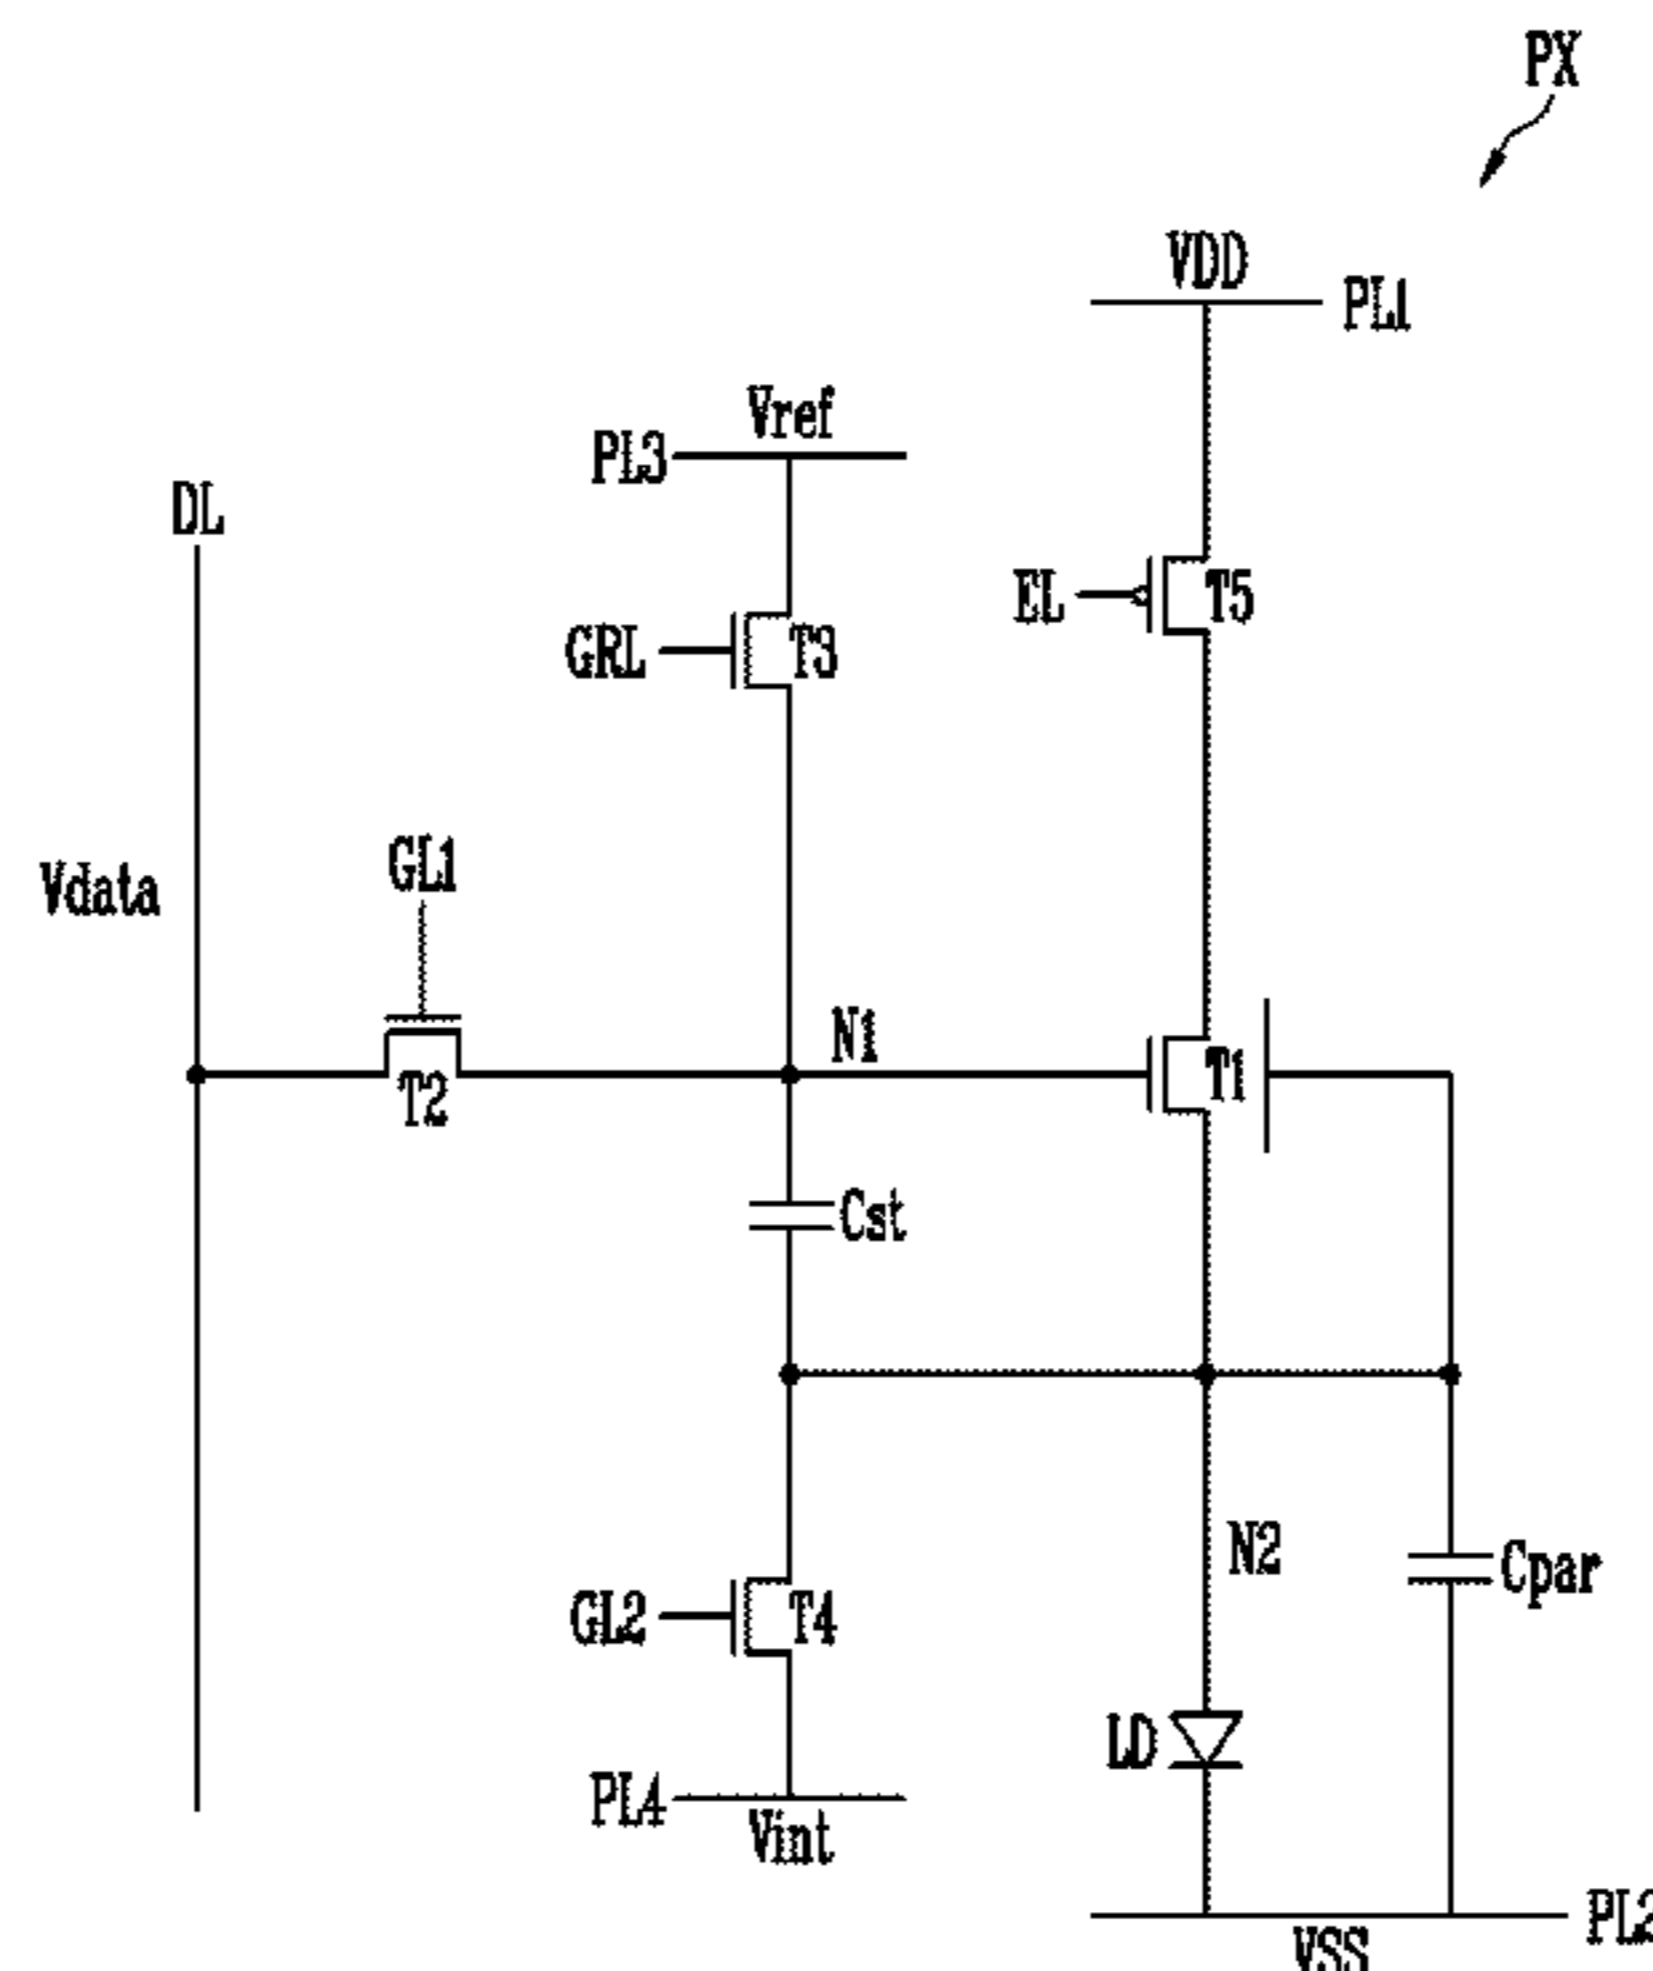 PX
VDD
PL1
Vref
PL3
DL
EL
T5
GRL
T3
GL1
Vdata
N1
T1
T2
Cst
N2
Cpar
GL2
T4
LD
PL4
Vint
PL2
VSS